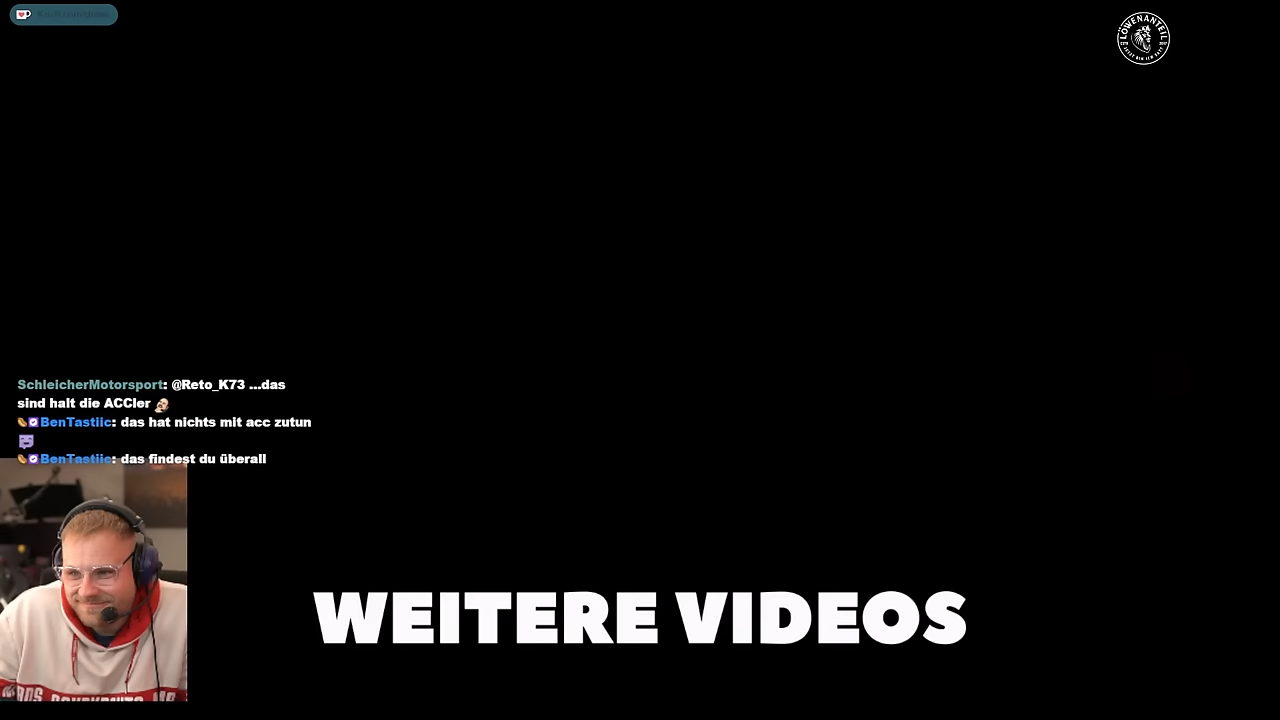 LÖWENANTEIL
SchleicherMotorsport: @Reto_K73 ...das
sind halt die ACCler
BenTastiic: das hat nichts mit acc zutun
BenTastiic: das findest du überall
WEITERE VIDEOS